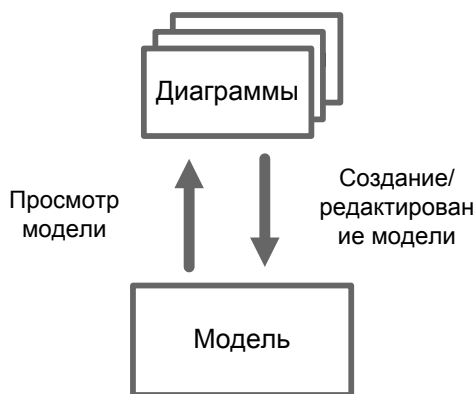 Диаграммы
Просмотр
модели
Создание/
редактирован
ие модели
Модель